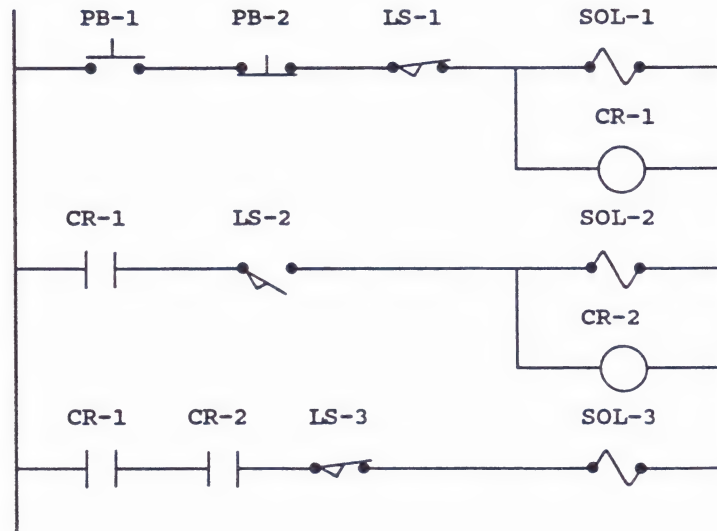 PB-1 PB-2 LS-1 SOL-1
CR-1
CR-1 LS-2 SOL-2
CR-2
CR-1 CR-2 LS-3 SOL-3